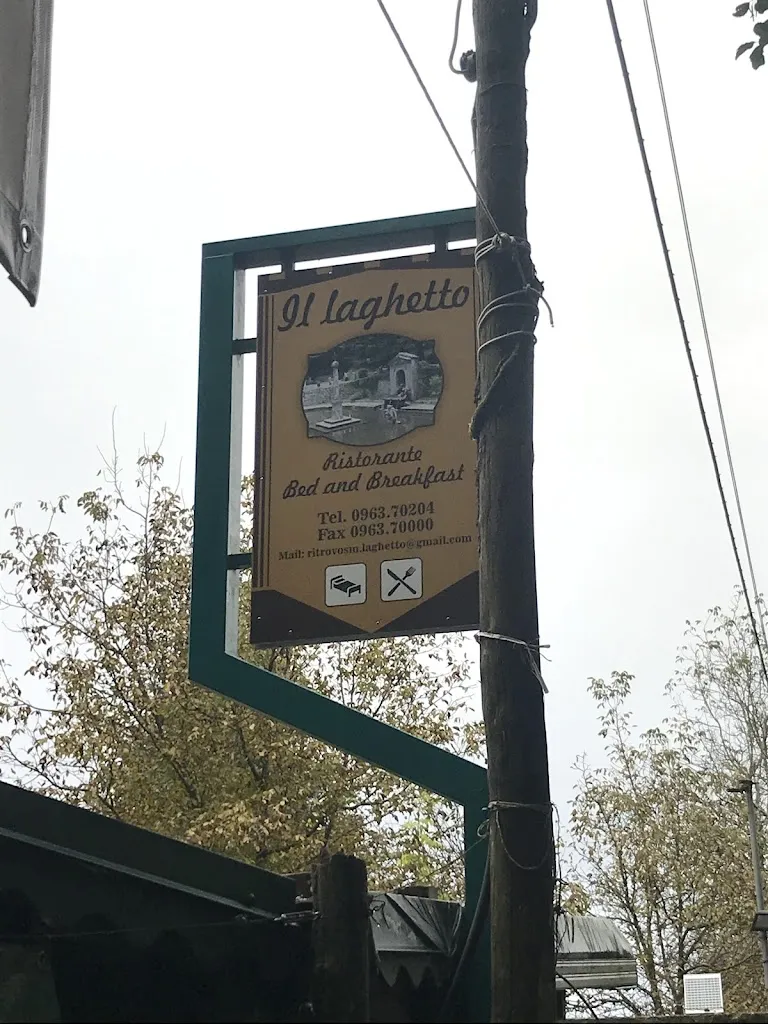 Il laghetto
Ristorante
Bed and Breakfast
Tel. 0963.70204
Fax 0963.70000
Mail: ritrovosm.laghetto@gmail.com